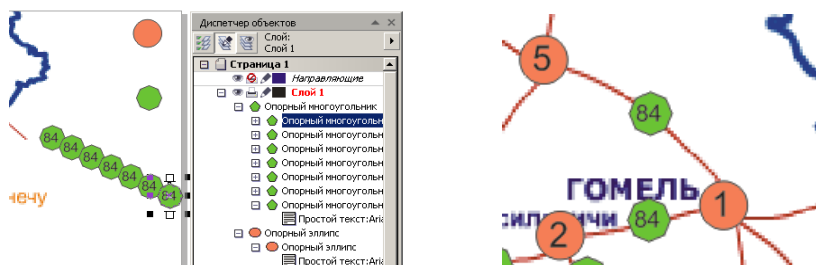 Диспетчер объектов
Слой:
Слой 1
Страница 1
Направляющие
Слой 1
Опорный многоугольник
Опорный многоугольн
Опорный многоугольн
Опорный многоугольн
Опорный многоугольн
Опорный многоугольн
Опорный многоугольн
Опорный многоугольн
Простой текст:Aria
Опорный эллипс
Опорный эллипс
Простой текст:Aria
84
84
84
84
84
84
84
нечу
5
84
ГОМЕЛЬ
1
84
2